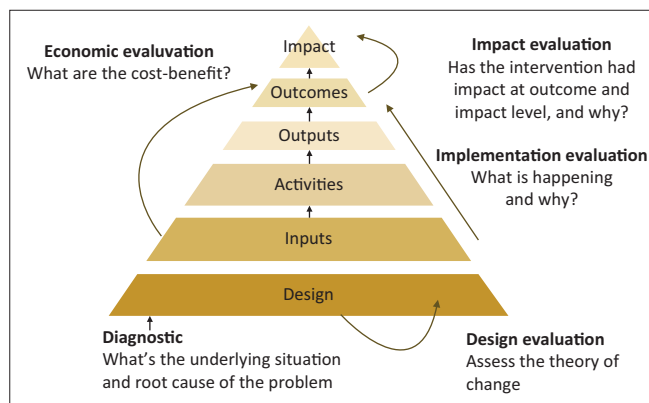 Economic evaluvation
What are the cost-benefit?
Impact
Impact evaluation
Has the intervention had
impact at outcome and
impact level, and why?
Outcomes
Outputs
Implementation evaluation
What is happening
and why?
Activities
Inputs
Design
Diagnostic
What's the underlying situation
and root cause of the problem
Design evaluation
Assess the theory of
change